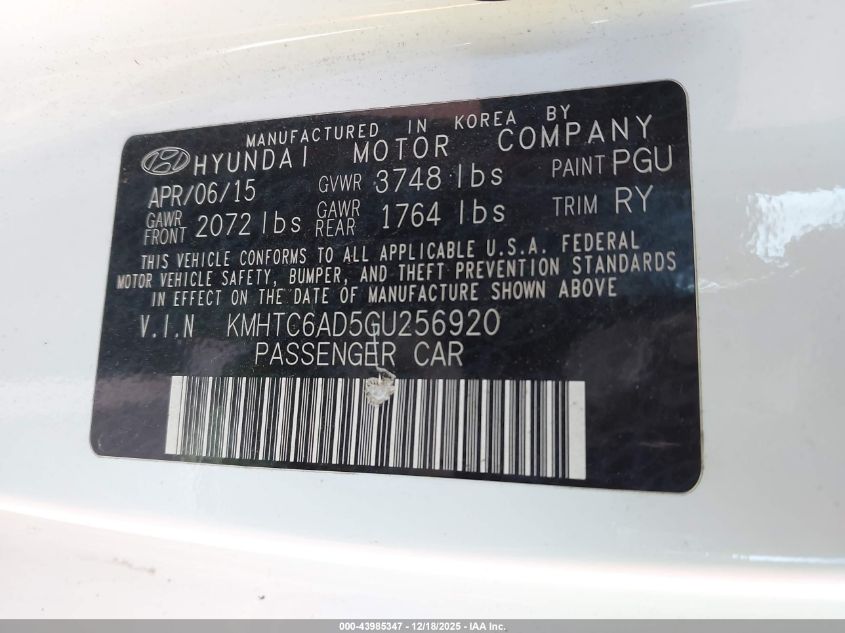 MANUFACTURED IN KOREA BY
HYUNDAI MOTOR COMPANY
APR/06/15 GVWR 3748 lbs PAINT PGU
GAWR FRONT 2072 lbs GAWR REAR 1764 lbs TRIM RY
THIS VEHICLE CONFORMS TO ALL APPLICABLE U.S.A. FEDERAL
MOTOR VEHICLE SAFETY, BUMPER, AND THEFT PREVENTION STANDARDS
IN EFFECT ON THE DATE OF MANUFACTURE SHOWN ABOVE
V.I.N KMHTC6AD5GU256920
PASSENGER CAR
000-43985347 - 12/18/2025 - IAA Inc.